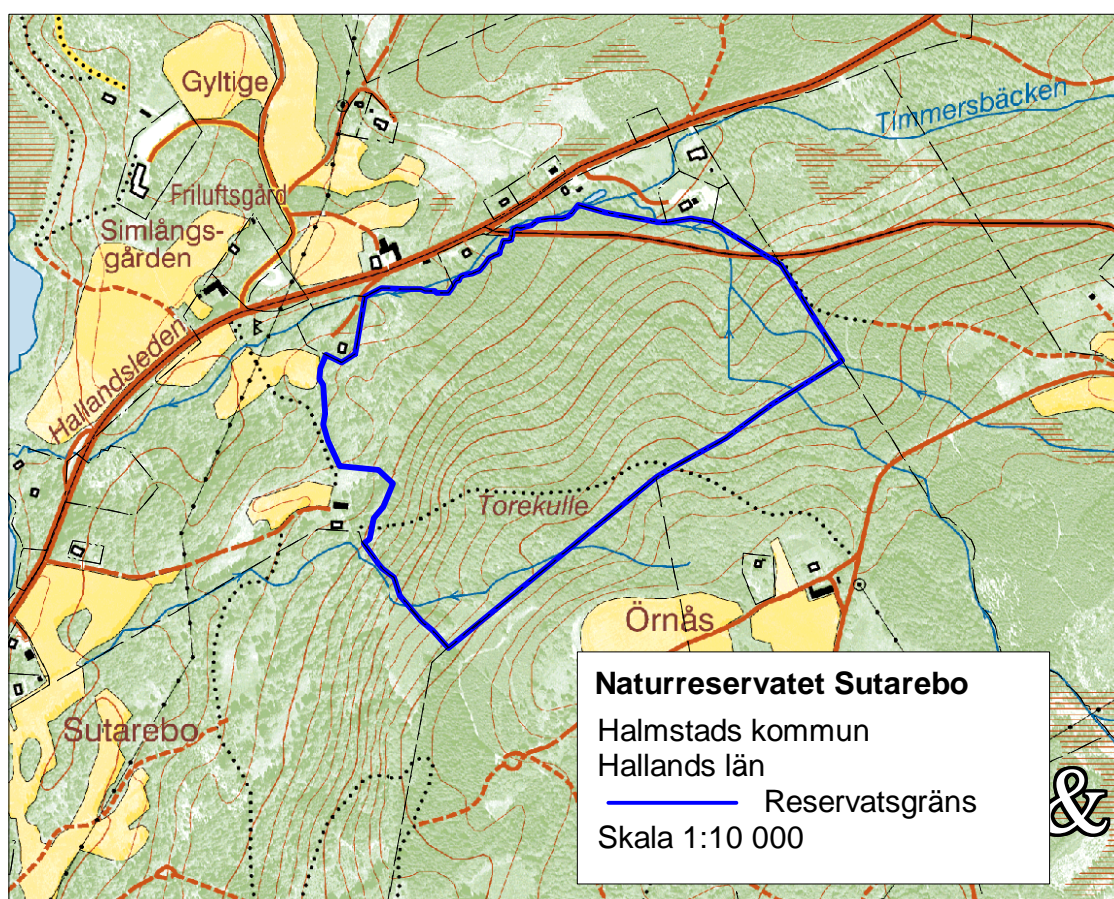 Gyltige
Timmersbäcken
Friluftsgård
Simlångs-
gården
Hallandsleden
Torekulle
Örnås
Sutarebo
Naturreservatet Sutarebo
Halmstads kommun
Hallands län
Reservatsgräns
Skala 1:10 000
&